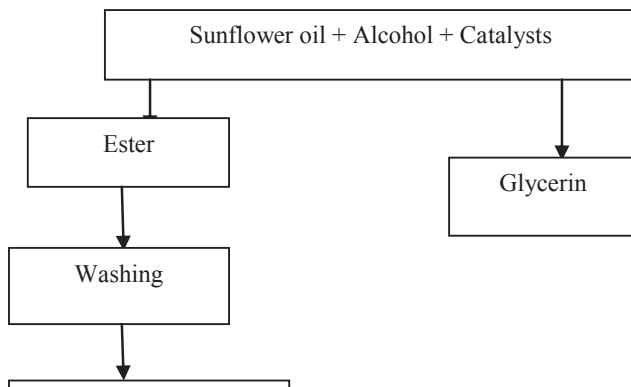 Sunflower oil + Alcohol + Catalysts
Ester
Glycerin
Washing